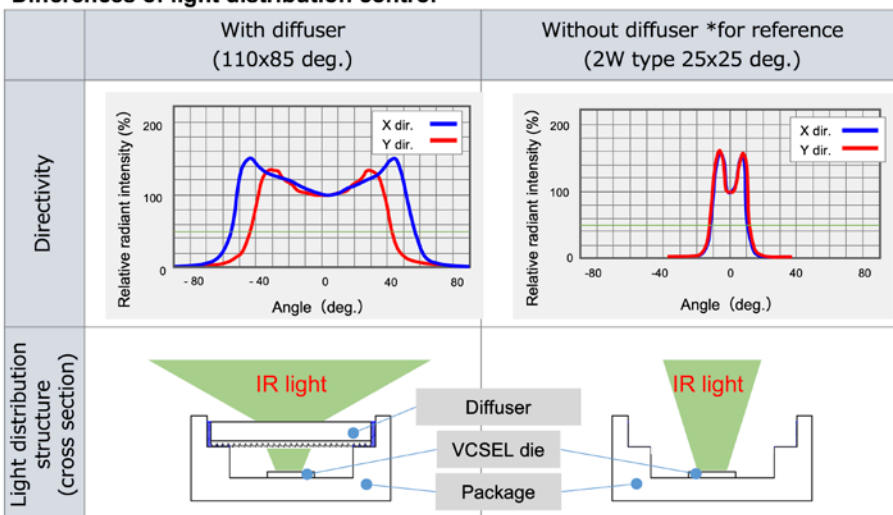 Differences of light distribution control
With diffuser
(110x85 deg.)
Without diffuser *for reference
(2W type 25x25 deg.)
Directivity
Relative radiant intensity (%)
200
100
0
X dir.
Y dir.
- 80
- 40
0
40
80
Angle (deg.)
Relative radiant intensity (%)
200
100
0
X dir.
Y dir.
-80
-40
0
40
80
Angle (deg.)
Light distribution
structure
(cross section)
IR light
IR light
Diffuser
VCSEL die
Package